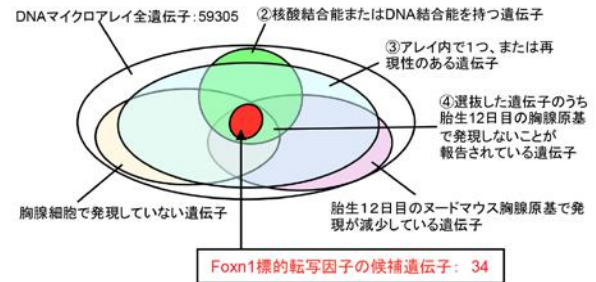 DNAマイクロアレイ全遺伝子:59305
②核酸結合能またはDNA結合能を持つ遺伝子
③アレイ内で1つ、または再
現性のある遺伝子
④選抜した遺伝子のうち
胎生12日目の胸腺原基
で発現しないことが
報告されている遺伝子
胸腺細胞で発現していない遺伝子
胎生12日目のヌードマウス胸腺原基で発
現が減少している遺伝子
Foxn1標的転写因子の候補遺伝子: 34